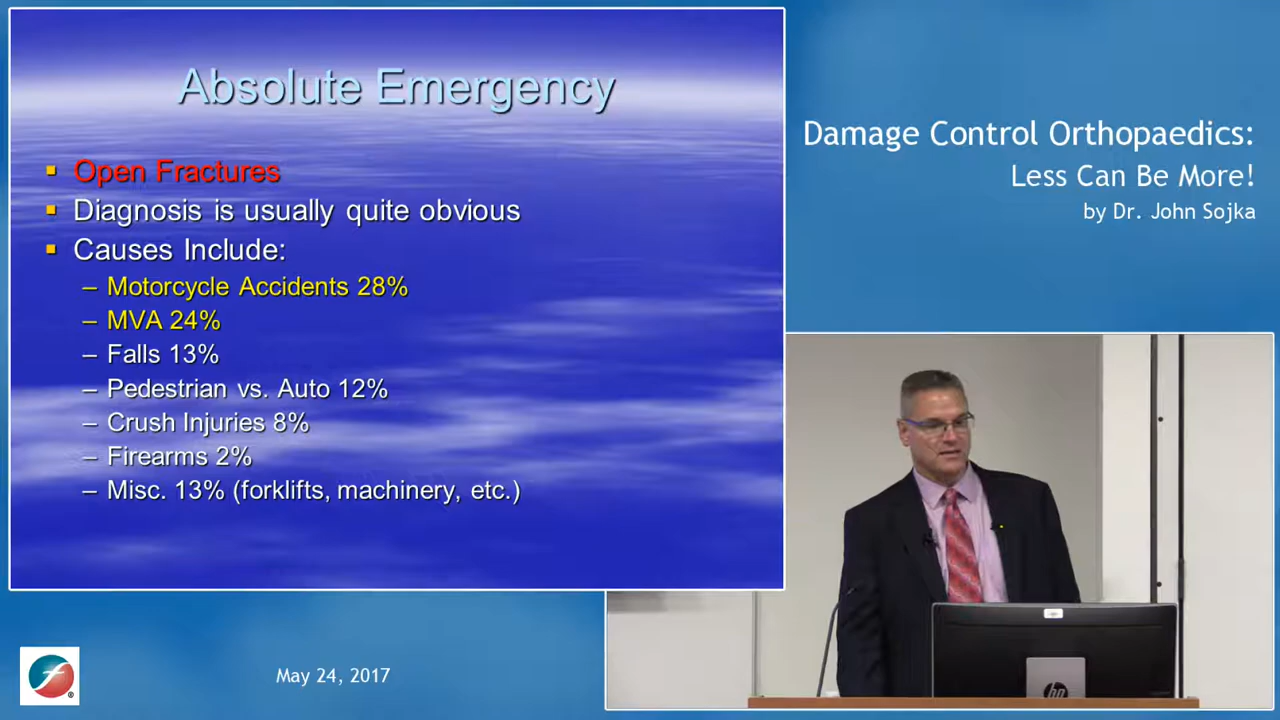 Absolute Emergency
Open Fractures
Diagnosis is usually quite obvious
Causes Include:
– Motorcycle Accidents 28%
– MVA 24%
– Falls 13%
– Pedestrian vs. Auto 12%
– Crush Injuries 8%
– Firearms 2%
– Misc. 13% (forklifts, machinery, etc.)
Damage Control Orthopaedics:
Less Can Be More!
by Dr. John Sojka
hp
May 24, 2017
f
®